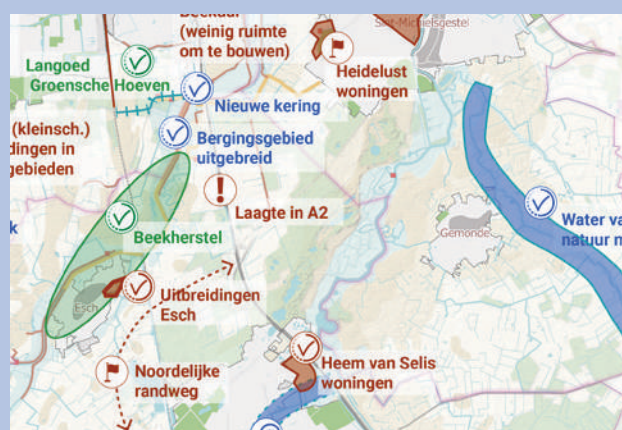 Sint-Michielsgestel
(weinig ruimte
om te bouwen)
Langoed
Groensche Hoeven
Heidelust
woningen
Nieuwe kering
(kleinsch.)
dingen in
gebieden
Bergingsgebied
uitgebreid
Laagte in A2
Water va
natuur n
k
Beekherstel
Gemonde
Esch
Uitbreidingen
Esch
Noordelijke
randweg
Heem van Selis
woningen